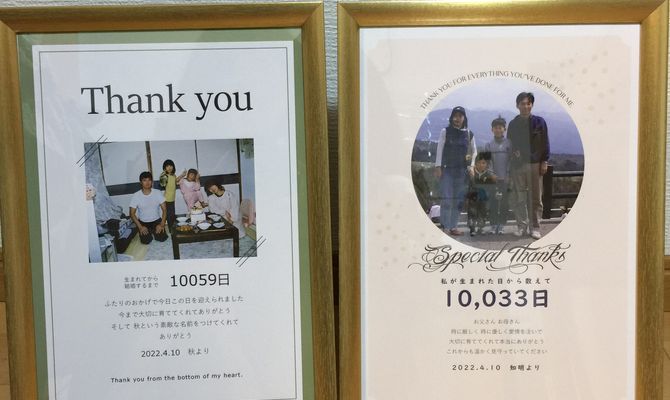 Thank you
生まれてから
結婚するまで 10059日
ふたりのおかげで今日この日を迎えられました
今まで大切に育ててくれてありがとう
そして 秋という素敵な名前をつけてくれて
ありがとう
2022.4.10 秋より
Thank you from the bottom of my heart.
THANK YOU FOR EVERYTHING YOU'VE DONE FOR ME
Special Thanks
私が生まれた日から数えて
10,033日
お父さん お母さん
時に厳しく 時に優しく愛情を注いで
大切に育ててくれて本当にありがとう
これからも温かく見守っていてください
2022.4.10 知明より